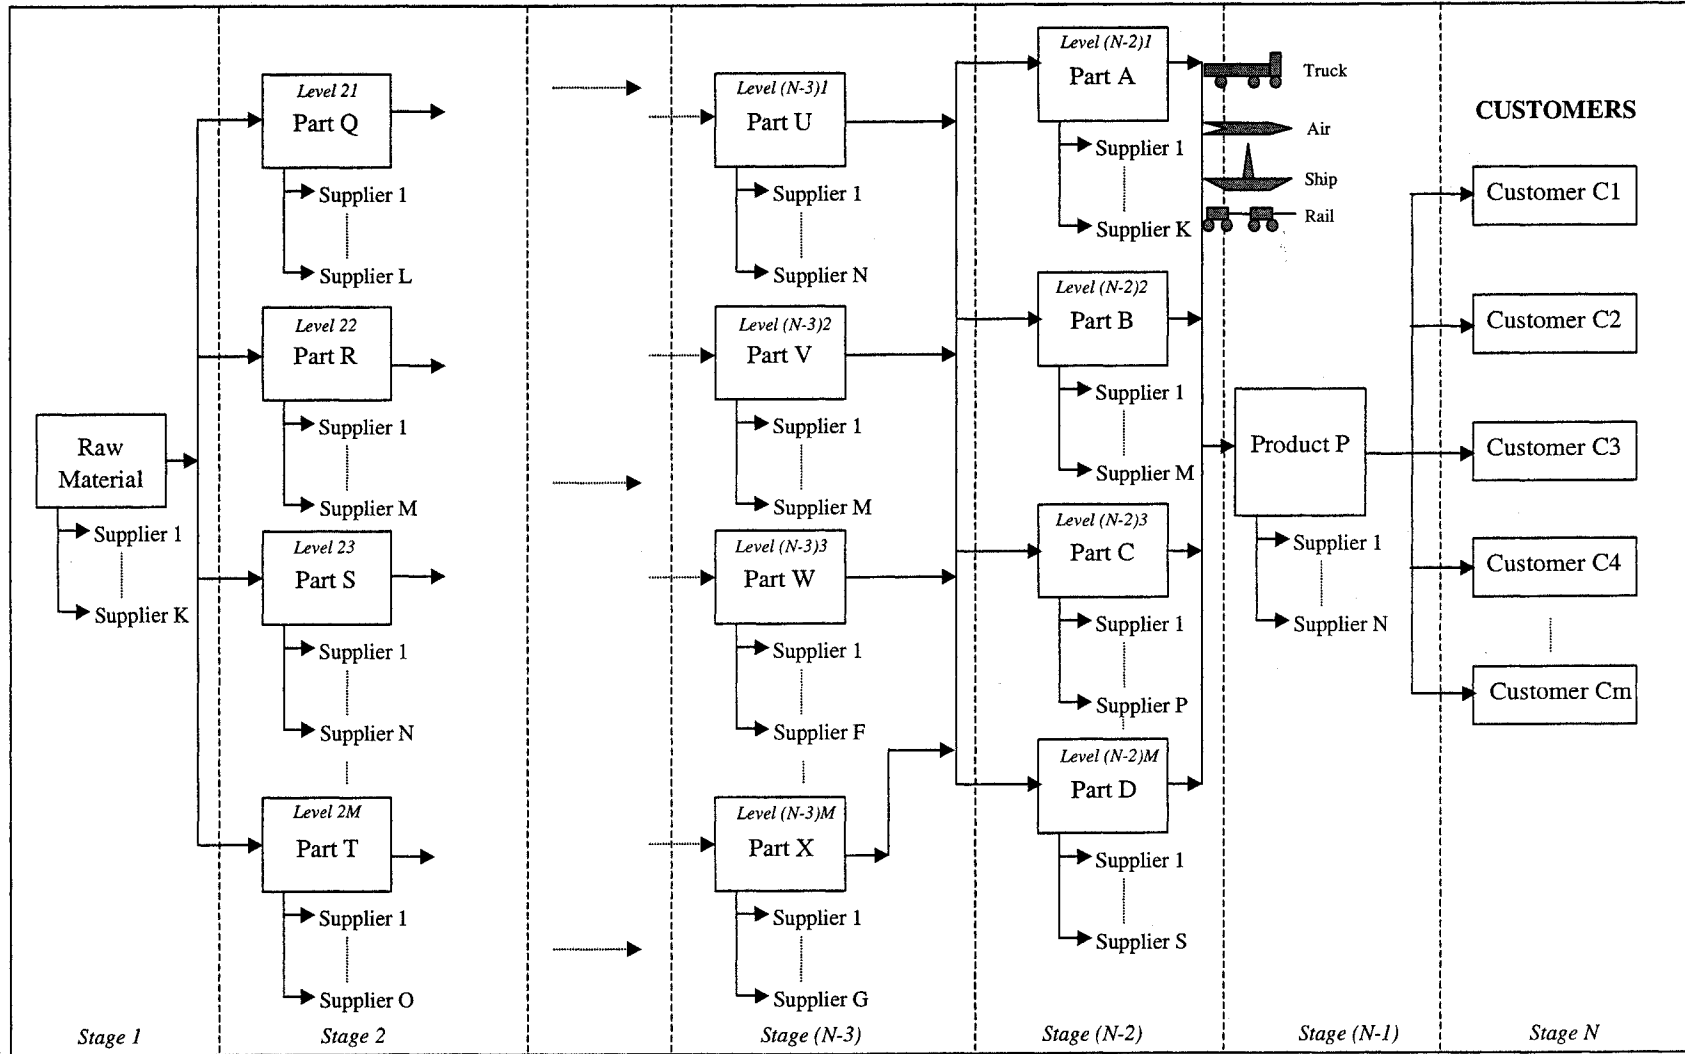 Raw
Material
Supplier 1
Supplier K
Stage 1
Level 21
Part Q
Supplier 1
Supplier L
Level 22
Part R
Supplier 1
Supplier M
Level 23
Part S
Supplier 1
Supplier N
Level 2M
Part T
Supplier 1
Supplier O
Stage 2
Level (N-3)1
Part U
Supplier 1
Supplier N
Level (N-3)2
Part V
Supplier 1
Supplier M
Level (N-3)3
Part W
Supplier 1
Supplier F
Level (N-3)M
Part X
Supplier 1
Supplier G
Stage (N-3)
Level (N-2)1
Part A
Supplier 1
Supplier K
Level (N-2)2
Part B
Supplier 1
Supplier M
Level (N-2)3
Part C
Supplier 1
Supplier P
Level (N-2)M
Part D
Supplier 1
Supplier S
Stage (N-2)
Truck
Air
Ship
Rail
Product P
Supplier 1
Supplier N
Stage (N-1)
CUSTOMERS
Customer C1
Customer C2
Customer C3
Customer C4
Customer Cm
Stage N